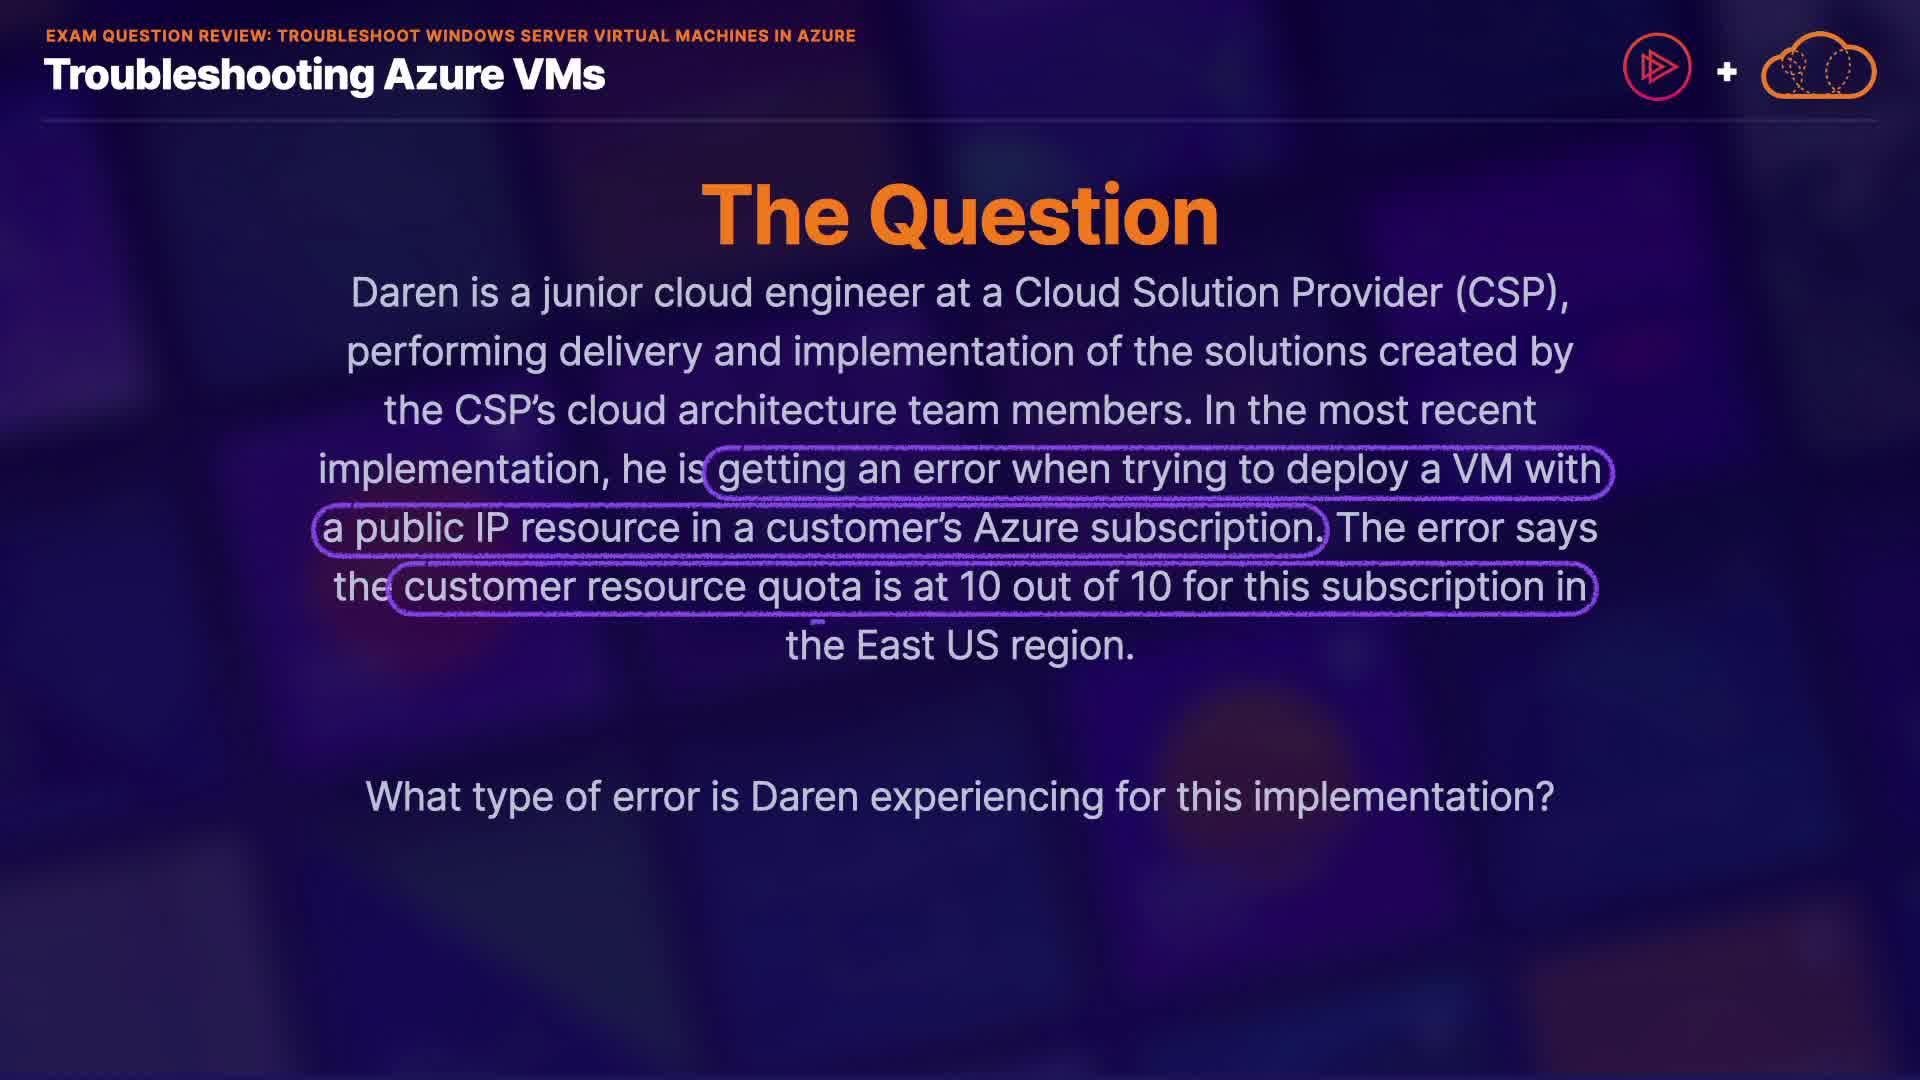 EXAM QUESTION REVIEW: TROUBLESHOOT WINDOWS SERVER VIRTUAL MACHINES IN AZURE
Troubleshooting Azure VMs
The Question
Daren is a junior cloud engineer at a Cloud Solution Provider (CSP),
performing delivery and implementation of the solutions created by
the CSP’s cloud architecture team members. In the most recent
implementation, he is getting an error when trying to deploy a VM with
a public IP resource in a customer’s Azure subscription. The error says
the customer resource quota is at 10 out of 10 for this subscription in
the East US region.
What type of error is Daren experiencing for this implementation?